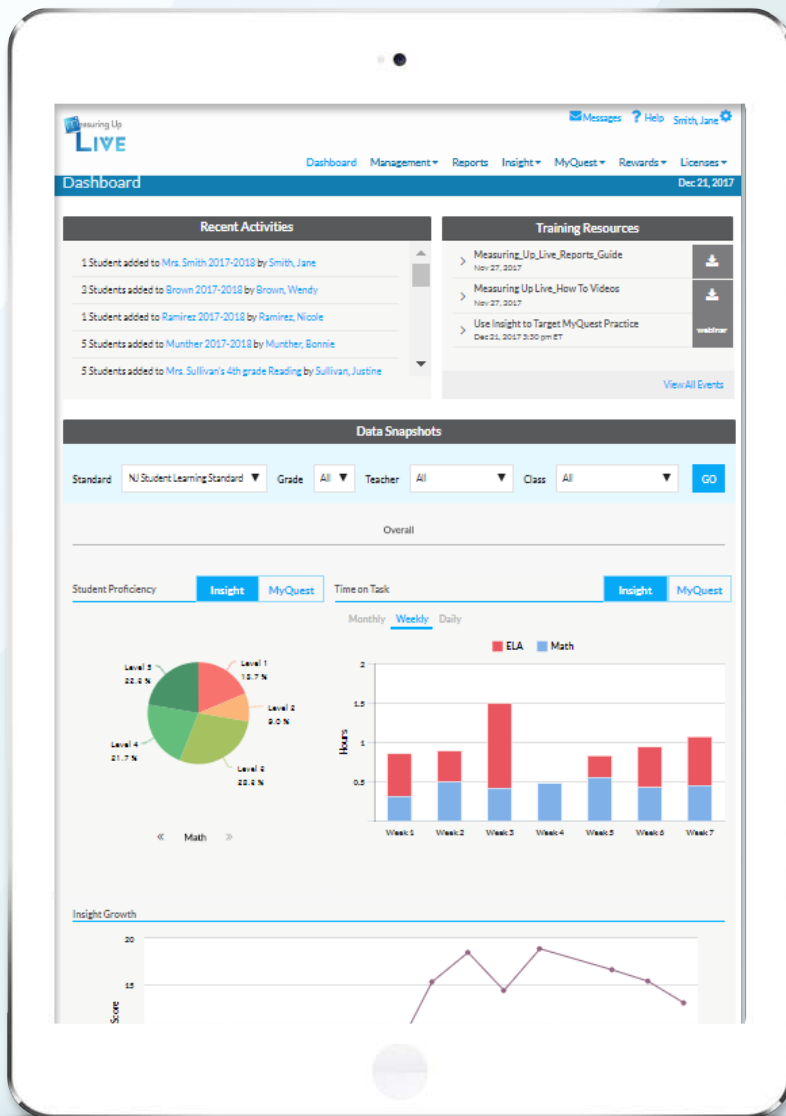 Measuring Up
LIVE
Messages ? Help Smith, Jane
Dashboard Management Reports Insight MyQuest Rewards Licenses
Dashboard Dec 21, 2017
Recent Activities
1 Student added to Mrs. Smith 2017-2018 by Smith, Jane
3 Students added to Brown 2017-2018 by Brown, Wendy
1 Student added to Ramirez 2017-2018 by Ramirez, Nicole
5 Students added to Munther 2017-2018 by Munther, Bonnie
5 Students added to Mrs. Sullivan's 4th grade Reading by Sullivan, Justine
Training Resources
Measuring_Up_Live_Reports_Guide
Nov 27, 2017
Measuring Up Live_How To Videos
Nov 27, 2017
Use Insight to Target MyQuest Practice
Dec 21, 2017 3:30 pm ET
webinar
View All Events
Data Snapshots
Standard NJ Student Learning Standard Grade All Teacher All Class All GO
Overall
Student Proficiency Insight MyQuest
Level 1
Level 2
9.0 %
Level 4
21.7 %
Math
Time on Task Insight MyQuest
Monthly Weekly Daily
ELA Math
2
1.5
1
0.5
Hours
Week 1 Week 2 Week 3 Week 4 Week 5 Week 6 Week 7
Insight Growth
20
15
Score